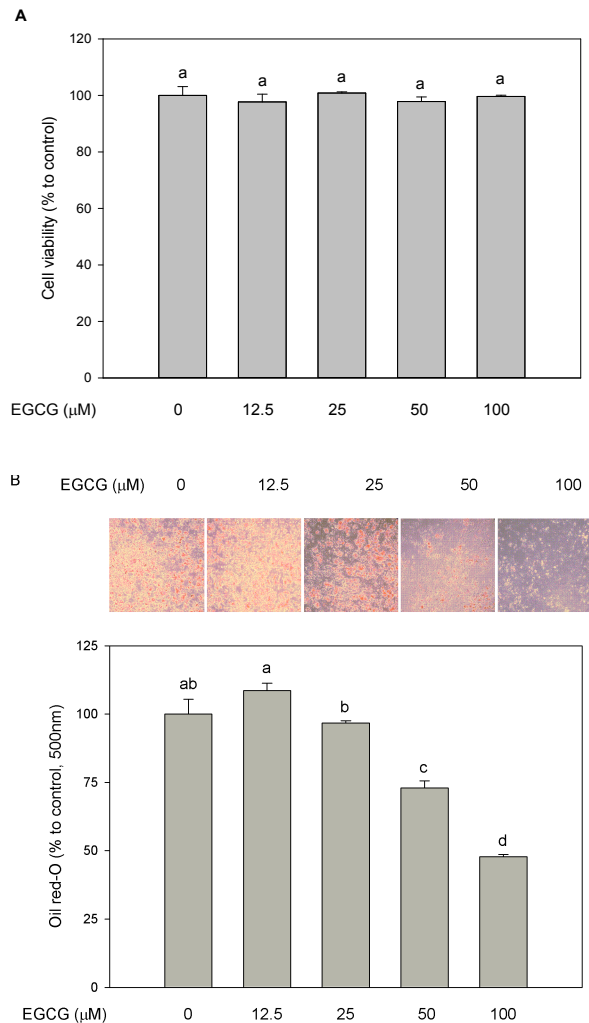 A
120
a a a a a
100
80
60
40
20
0
Cell viability (% to control)
EGCG (μM) 0 12.5 25 50 100
B EGCG (μM) 0 12.5 25 50 100
125
a
ab
b
100
c
75
d
50
25
0
Oil red-O (% to control, 500nm)
EGCG (μM) 0 12.5 25 50 100